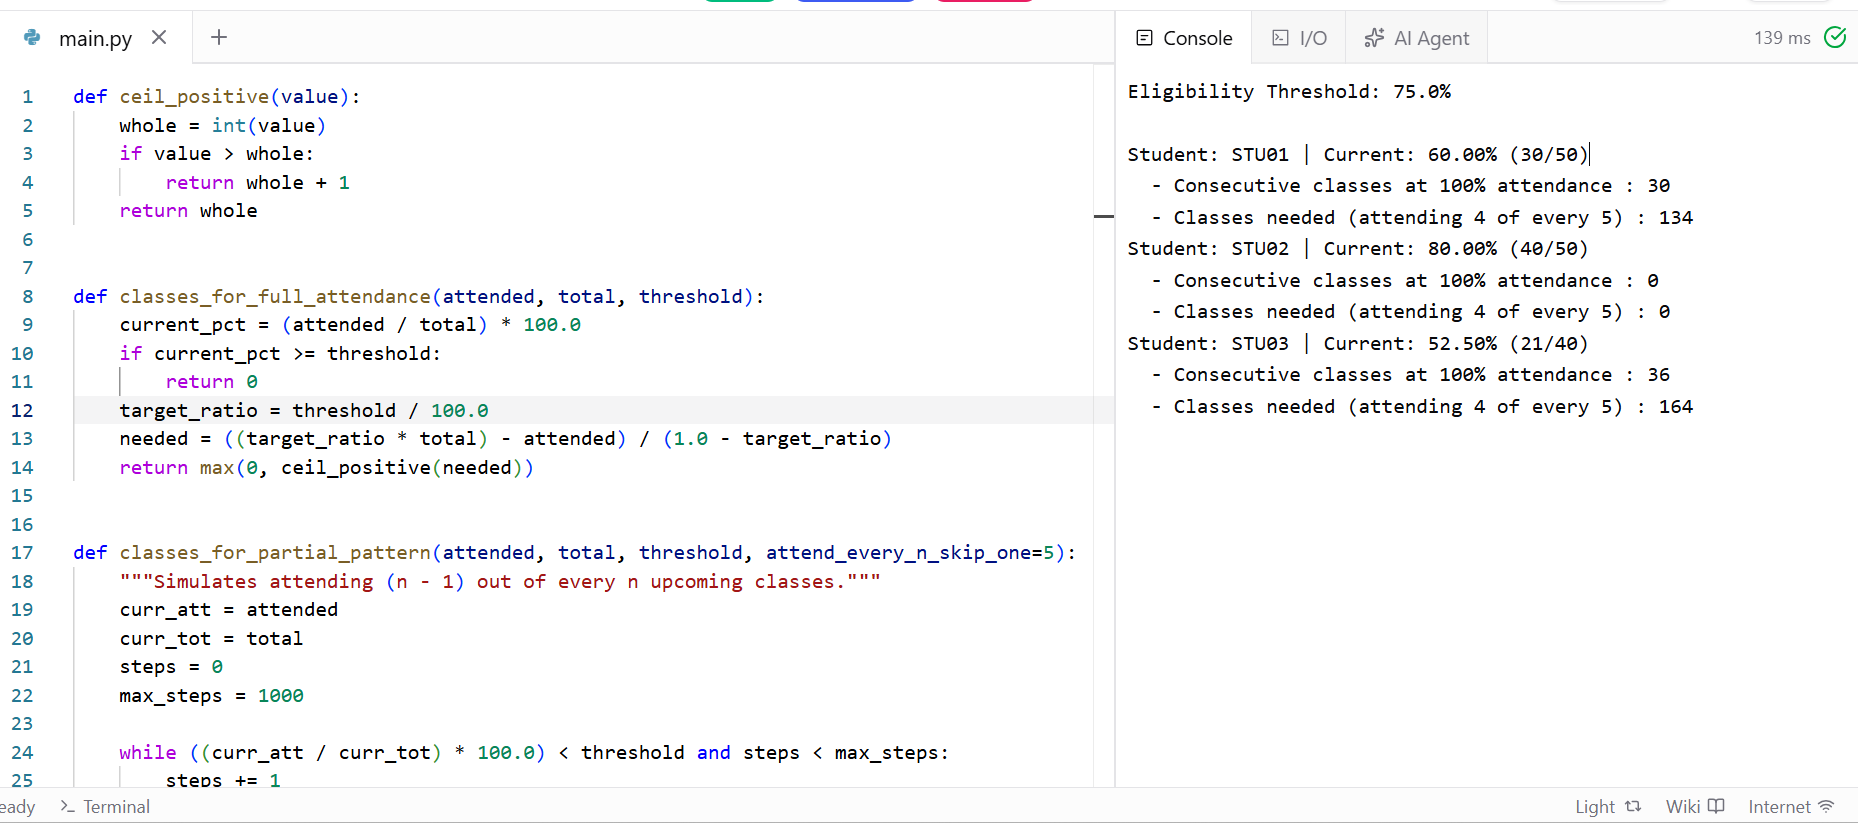 main.py
Console
I/O
AI Agent
139 ms
1 def ceil_positive(value):
2     whole = int(value)
3     if value > whole:
4         return whole + 1
5     return whole
6
7
8 def classes_for_full_attendance(attended, total, threshold):
9     current_pct = (attended / total) * 100.0
10     if current_pct >= threshold:
11         return 0
12     target_ratio = threshold / 100.0
13     needed = ((target_ratio * total) - attended) / (1.0 - target_ratio)
14     return max(0, ceil_positive(needed))
15
16
17 def classes_for_partial_pattern(attended, total, threshold, attend_every_n_skip_one=5):
18     """Simulates attending (n - 1) out of every n upcoming classes."""
19     curr_att = attended
20     curr_tot = total
21     steps = 0
22     max_steps = 1000
23
24     while ((curr_att / curr_tot) * 100.0) < threshold and steps < max_steps:
25         steps += 1
Eligibility Threshold: 75.0%
Student: STU01 | Current: 60.00% (30/50)
  - Consecutive classes at 100% attendance : 30
  - Classes needed (attending 4 of every 5) : 134
Student: STU02 | Current: 80.00% (40/50)
  - Consecutive classes at 100% attendance : 0
  - Classes needed (attending 4 of every 5) : 0
Student: STU03 | Current: 52.50% (21/40)
  - Consecutive classes at 100% attendance : 36
  - Classes needed (attending 4 of every 5) : 164
eady
Terminal
Light
Wiki
Internet